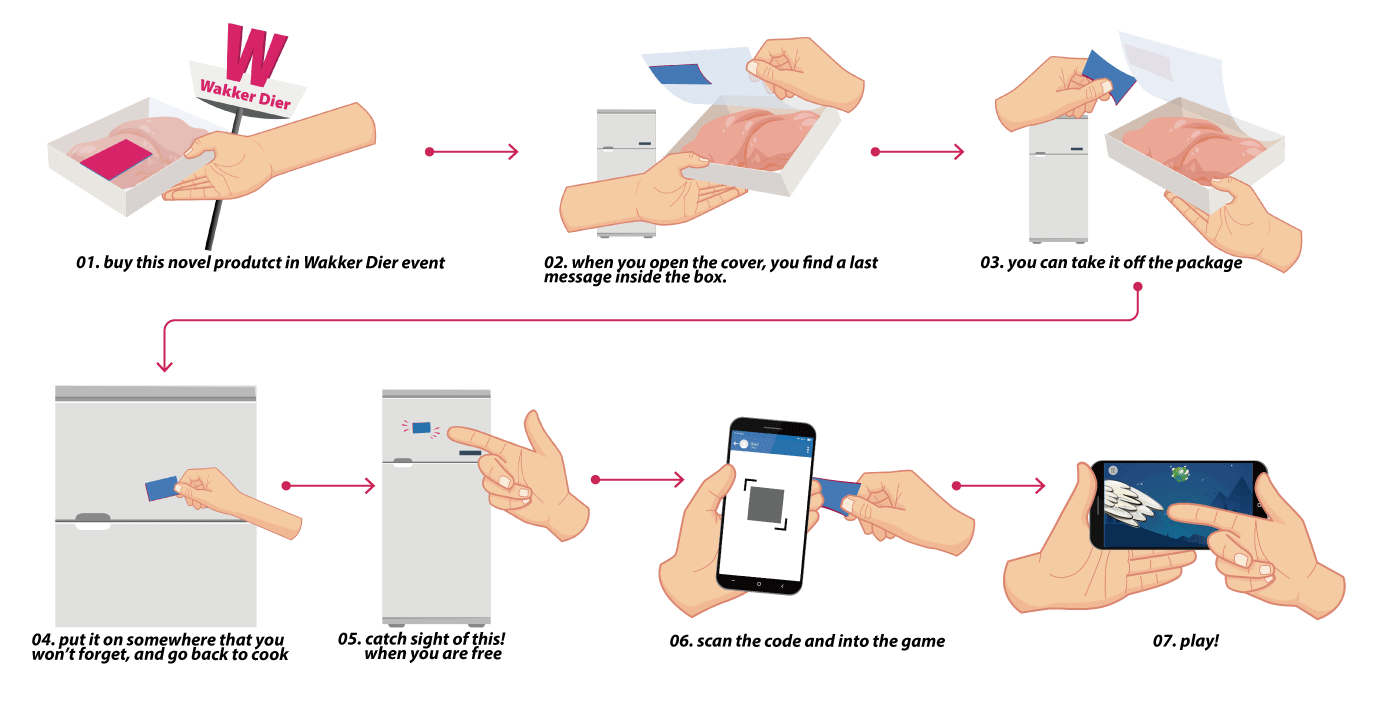 W
Wakker Dier
01. buy this novel produtct in Wakker Dier event
02. when you open the cover, you find a last
message inside the box.
03. you can take it off the package
04. put it on somewhere that you
won't forget, and go back to cook
05. catch sight of this!
when you are free
06. scan the code and into the game
07. play!